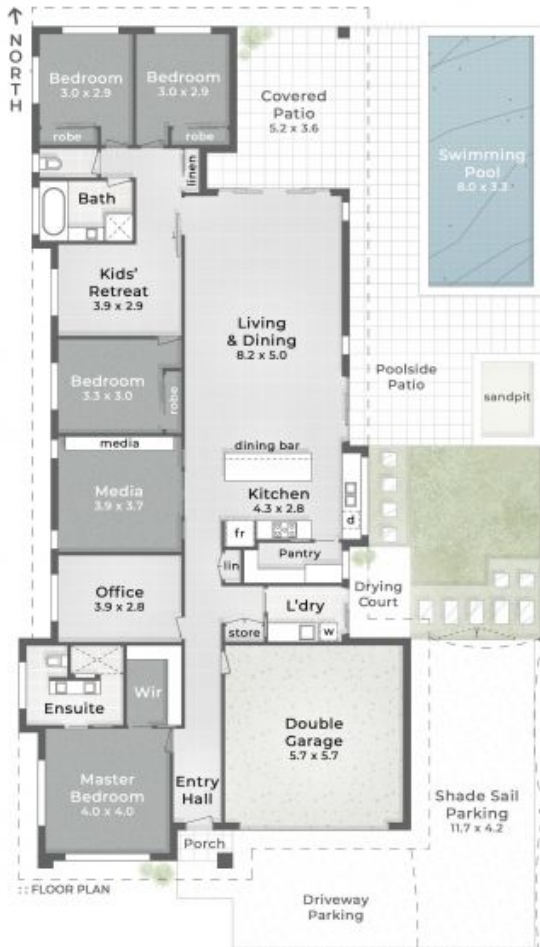 NORTH
Bedroom
3.0 x 2.9
robe
Bedroom
3.0 x 2.9
robe
Covered
Patio
5.2 x 3.6
Swimming
Pool
8.0 x 3.3
linen
Bath
Kids'
Retreat
3.9 x 2.9
Living
& Dining
8.2 x 5.0
Bedroom
3.3 x 3.0
robe
Poolside
Patio
sandpit
media
Media
3.9 x 3.7
dining bar
Kitchen
4.3 x 2.8
d
fr
Pantry
lin
Office
3.9 x 2.8
Drying
Court
L'dry
store
w
Ensuite
Wir
Double
Garage
5.7 x 5.7
Master
Bedroom
4.0 x 4.0
Entry
Hall
Shade Sail
Parking
11.7 x 4.2
Porch
:: FLOOR PLAN
Driveway
Parking